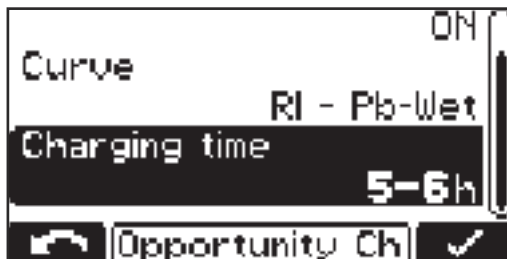 ON
Curve
RI - Pb-Wet
Charging time
5-6h
Opportunity Ch